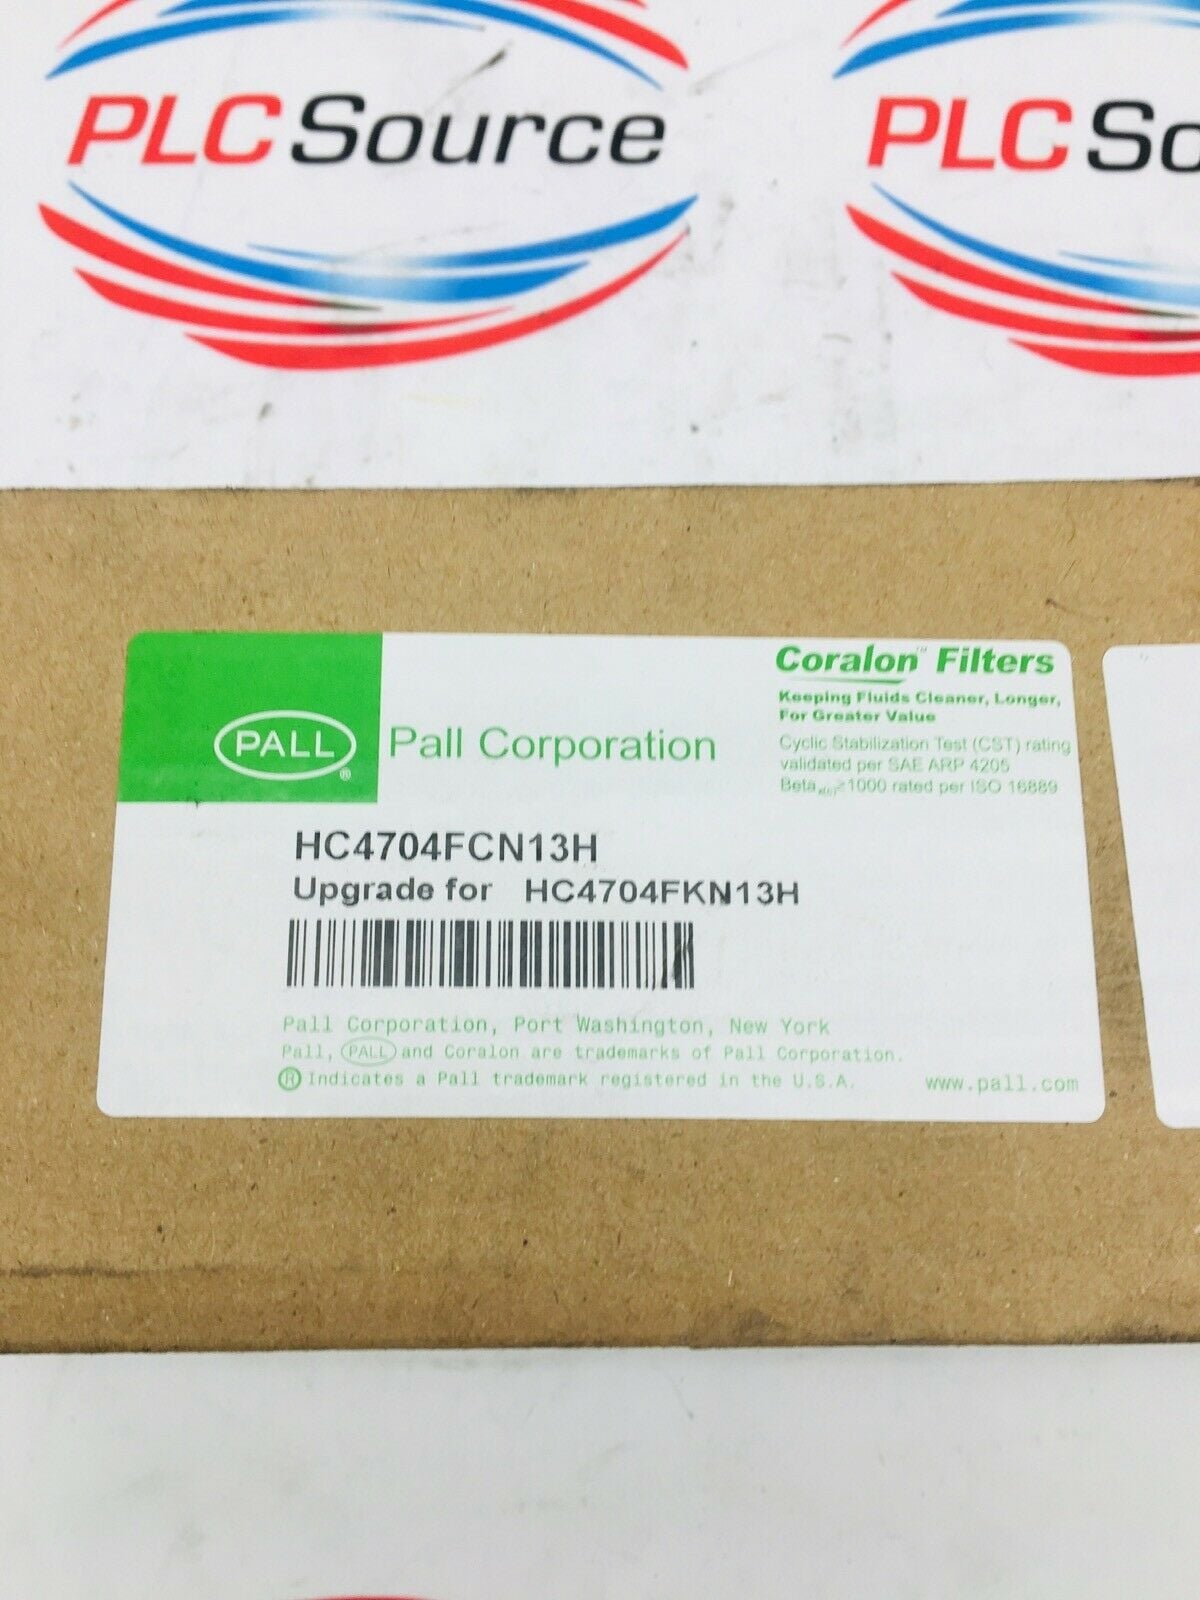 PLC Source
PLC So
PALL®
Pall Corporation
Coralon™ Filters
Keeping Fluids Cleaner, Longer,
For Greater Value
Cyclic Stabilization Test (CST) rating
validated per SAE ARP 4205
Beta ≥1000 rated per ISO 16889
HC4704FCN13H
Upgrade for HC4704FKN13H
Pall Corporation, Port Washington, New York
Pall, PALL and Coralon are trademarks of Pall Corporation.
® Indicates a Pall trademark registered in the U.S.A.
www.pall.com